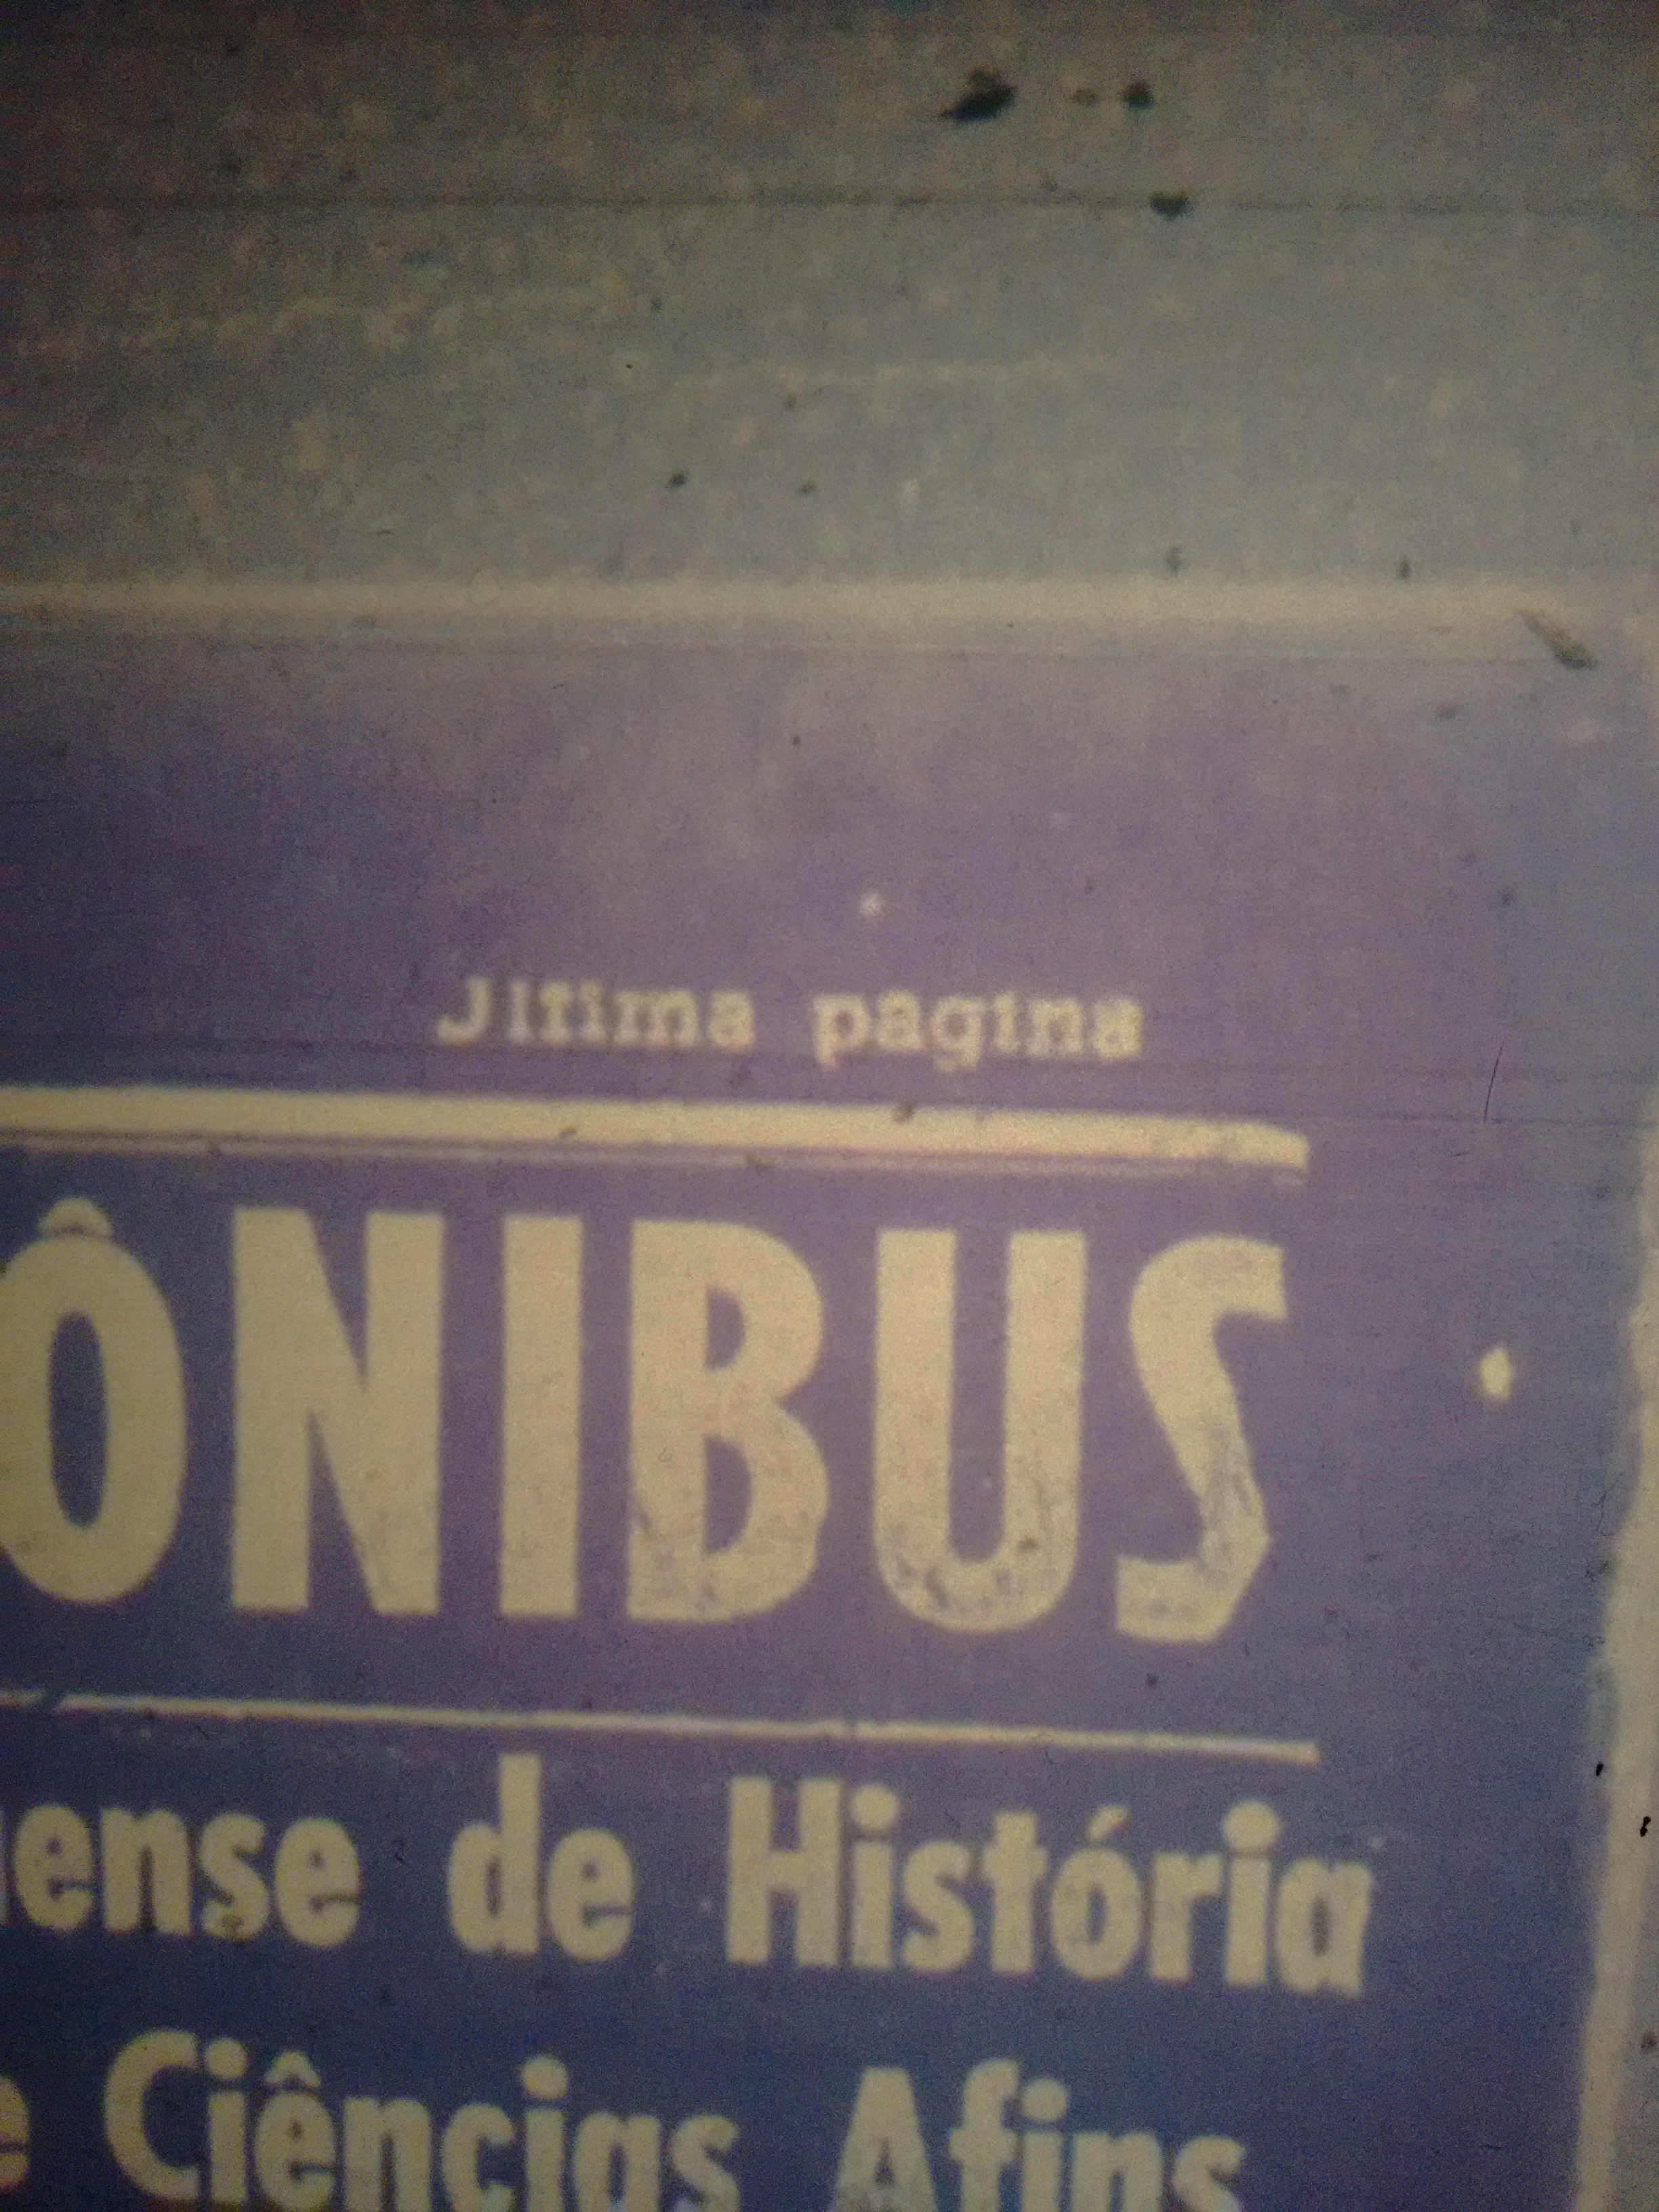 Jltima pagina
ÔNIBUS
ense de História
e Ciências Afins